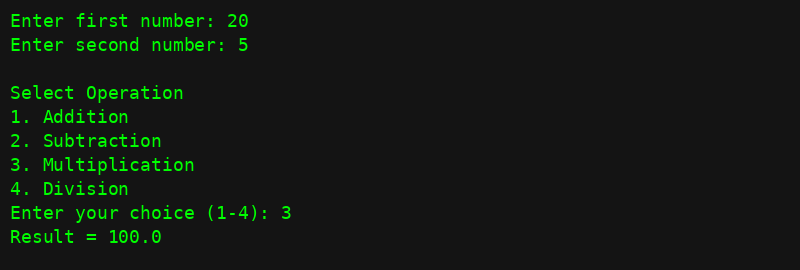 Enter first number: 20
Enter second number: 5
Select Operation
1. Addition
2. Subtraction
3. Multiplication
4. Division
Enter your choice (1-4): 3
Result = 100.0